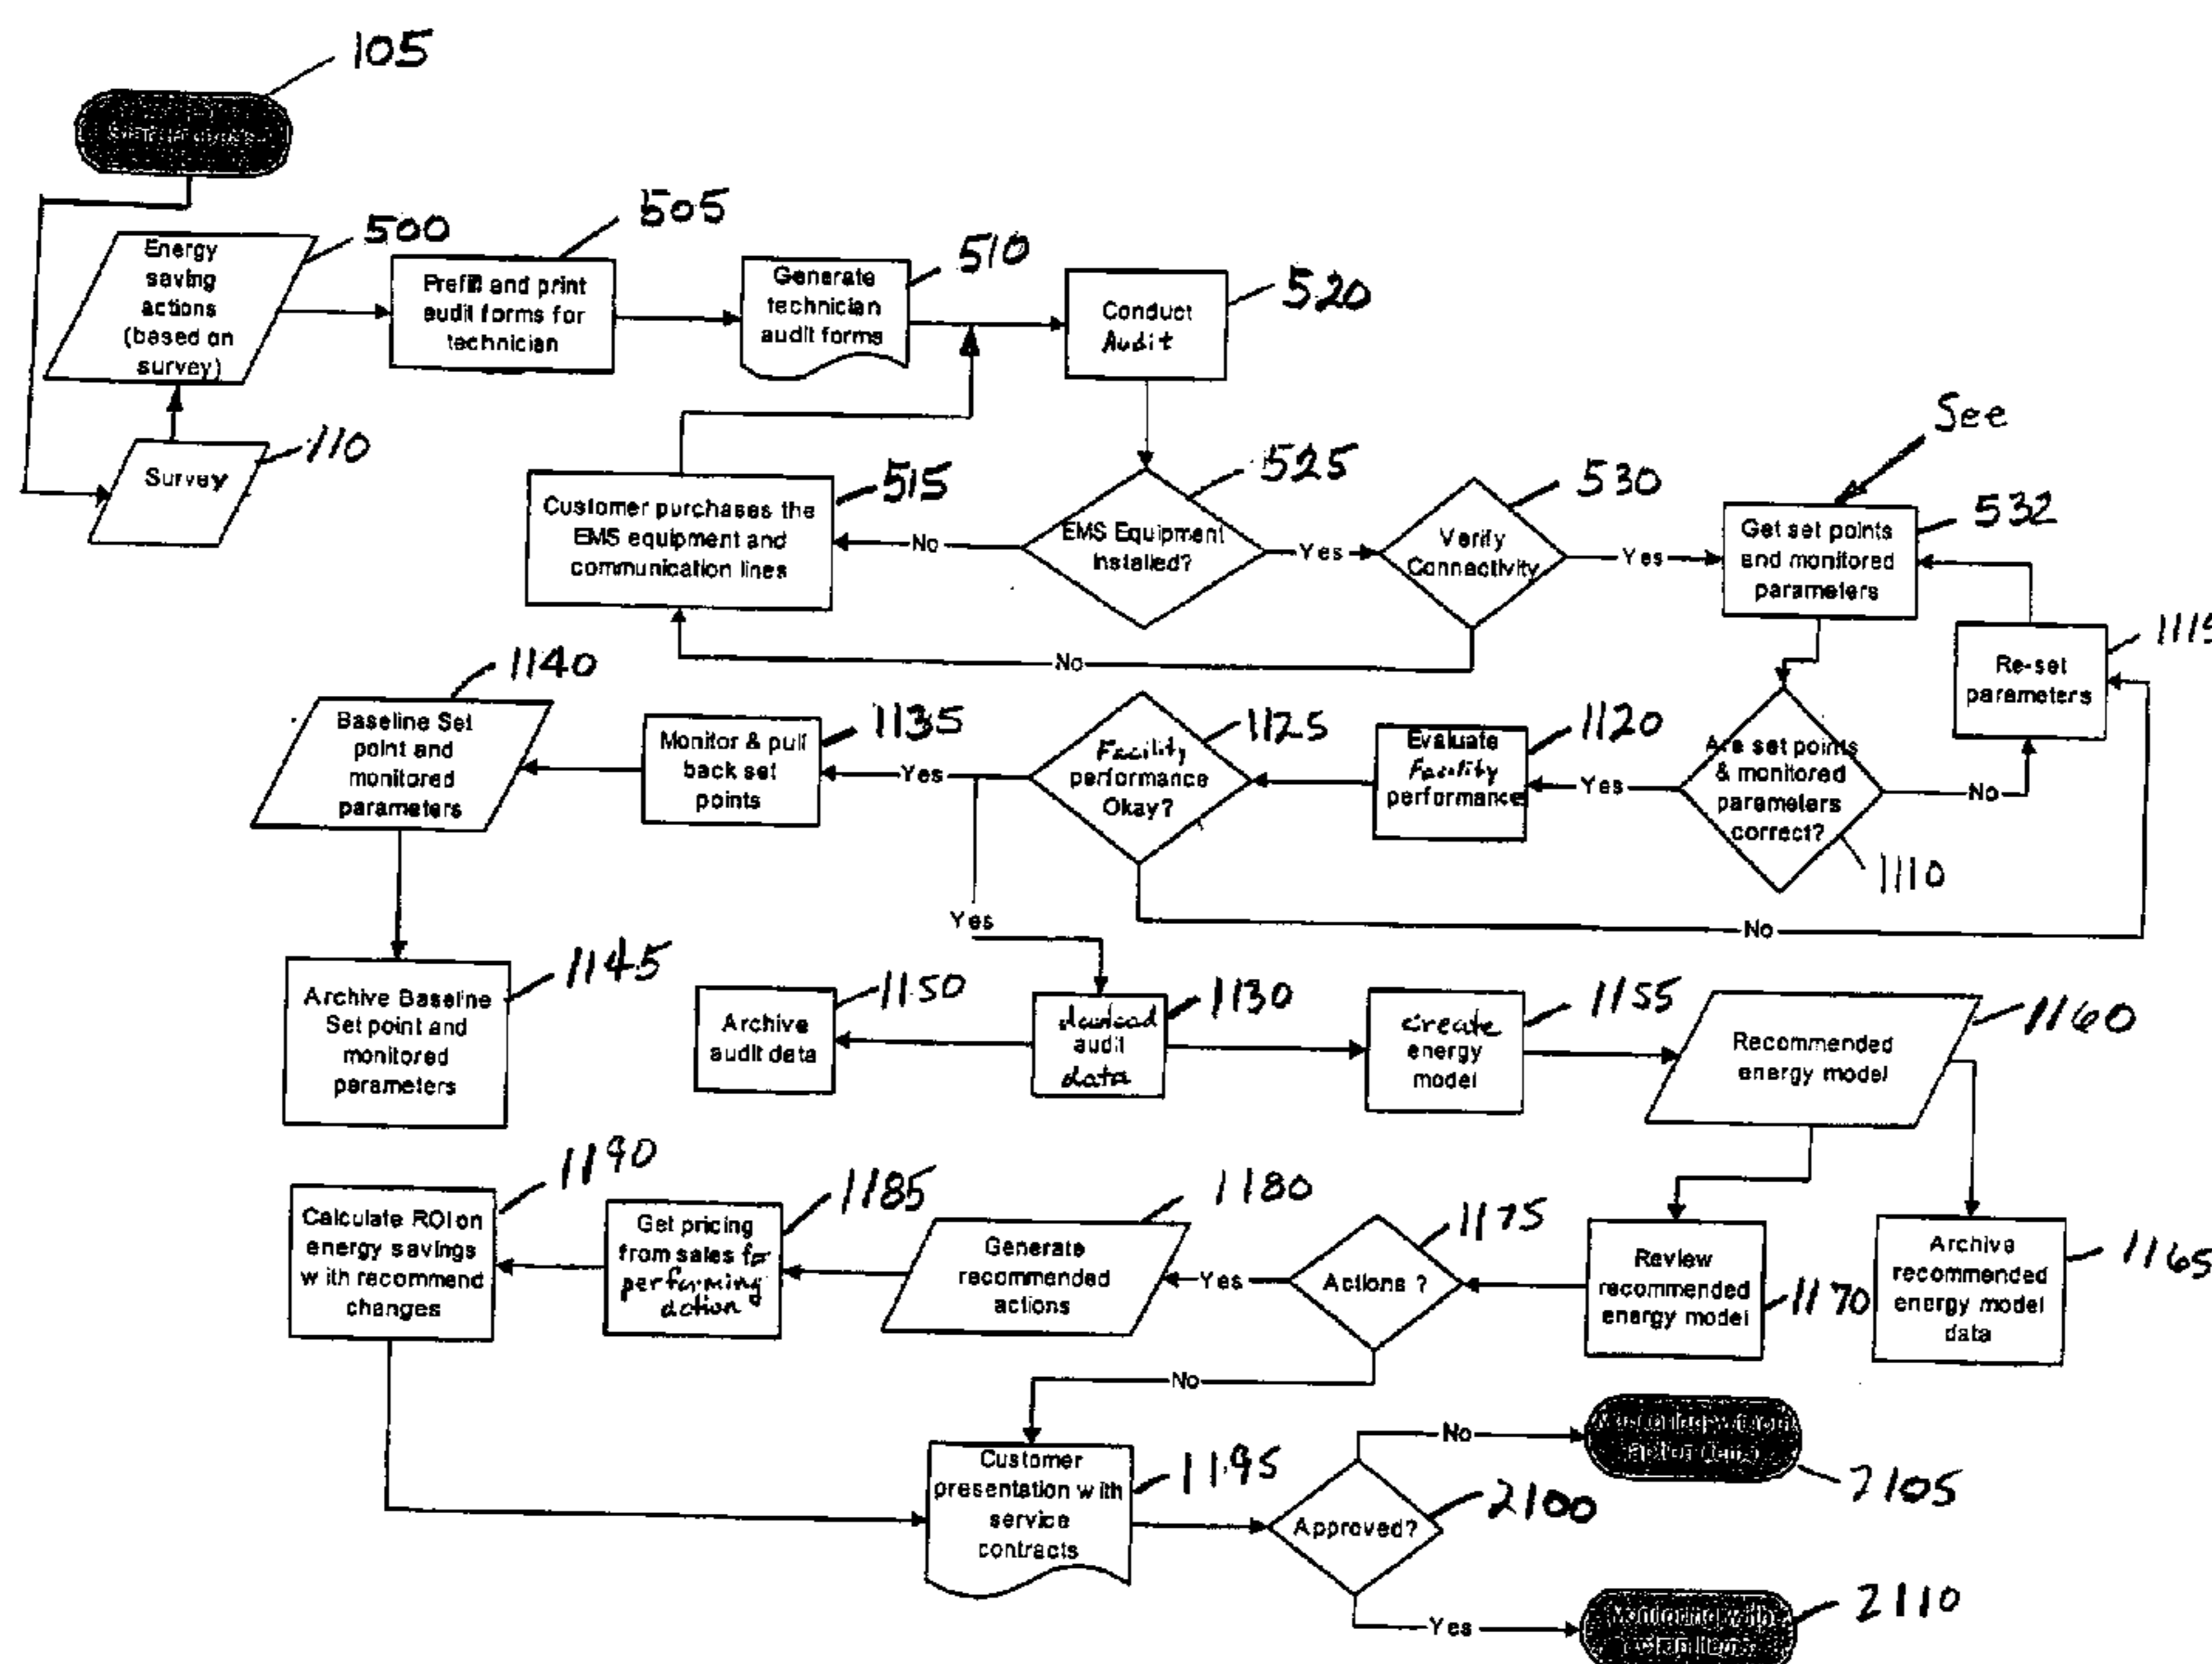 105
500
505
510
520
Energy
saving
actions
(based on
survey)
Prefill and print
audit forms for
technician
Generate
technician
audit forms
Conduct
Audit
See
110
Survey
515
525
530
532
Customer purchases the
EMS equipment and
communication lines
No
EMS Equipment
Installed?
Yes
Verify
Connectivity
Yes
Get set points
and monitored
parameters
No
1115
Re-set
parameters
1140
1135
1125
1120
Baseline Set
point and
monitored
parameters
Monitor & pull
back set
points
Yes
Facility
performance
Okay?
Evaluate
Facility
performance
Yes
Are set points
& monitored
parameters
correct?
No
1110
Yes
No
1145
1150
1130
1155
1160
Archive Baseline
Set point and
monitored
parameters
Archive
audit data
audit
data
create
energy
model
Recommended
energy model
1190
1185
1180
1175
1170
1165
Calculate ROI on
energy savings
with recommend
changes
Get pricing
from sales for
performing
action
Generate
recommended
actions
Yes
Actions ?
Review
recommended
energy model
Archive
recommended
energy model
data
No
1195
Customer
presentation with
service
contracts
2100
Approved?
No
2105
Yes
2110
Monitoring with